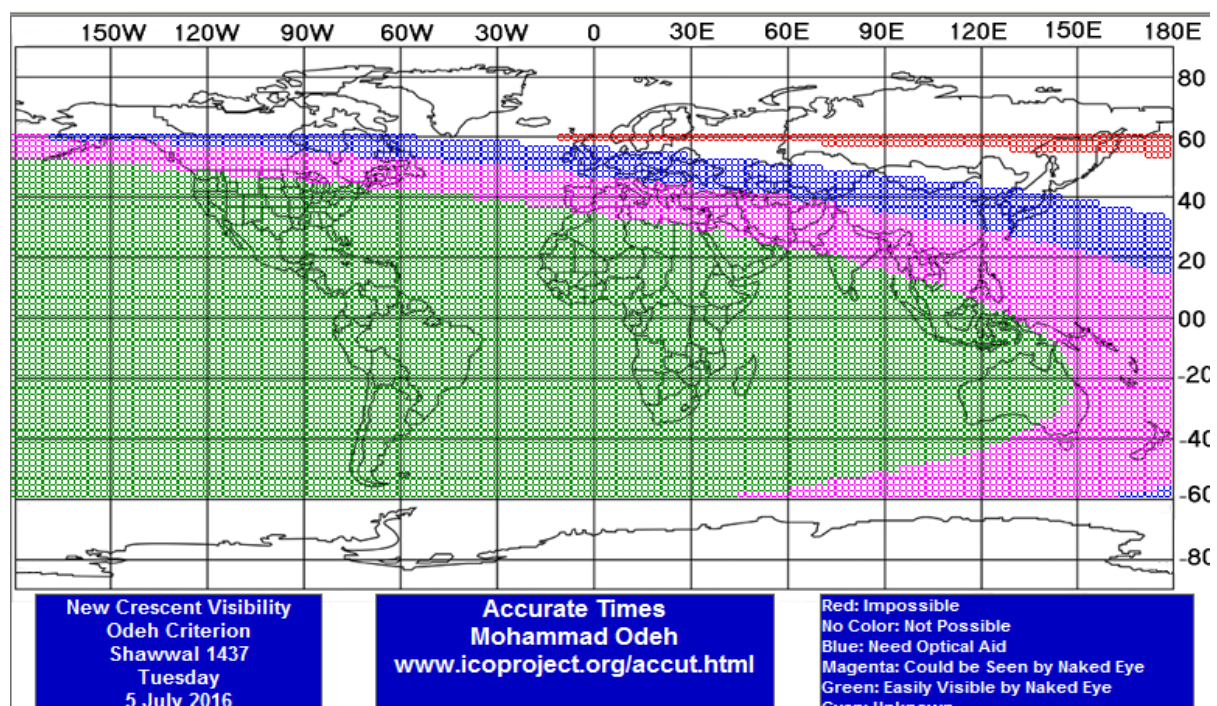 150W 120W 90W 60W 30W 0 30E 60E 90E 120E 150E 180E
80
60
40
20
00
-20
-40
-60
-80
New Crescent Visibility
Odeh Criterion
Shawwal 1437
Tuesday
5 July 2016
Accurate Times
Mohammad Odeh
www.icoproject.org/accut.html
Red: Impossible
No Color: Not Possible
Blue: Need Optical Aid
Magenta: Could be Seen by Naked Eye
Green: Easily Visible by Naked Eye
Cyan: Unknown